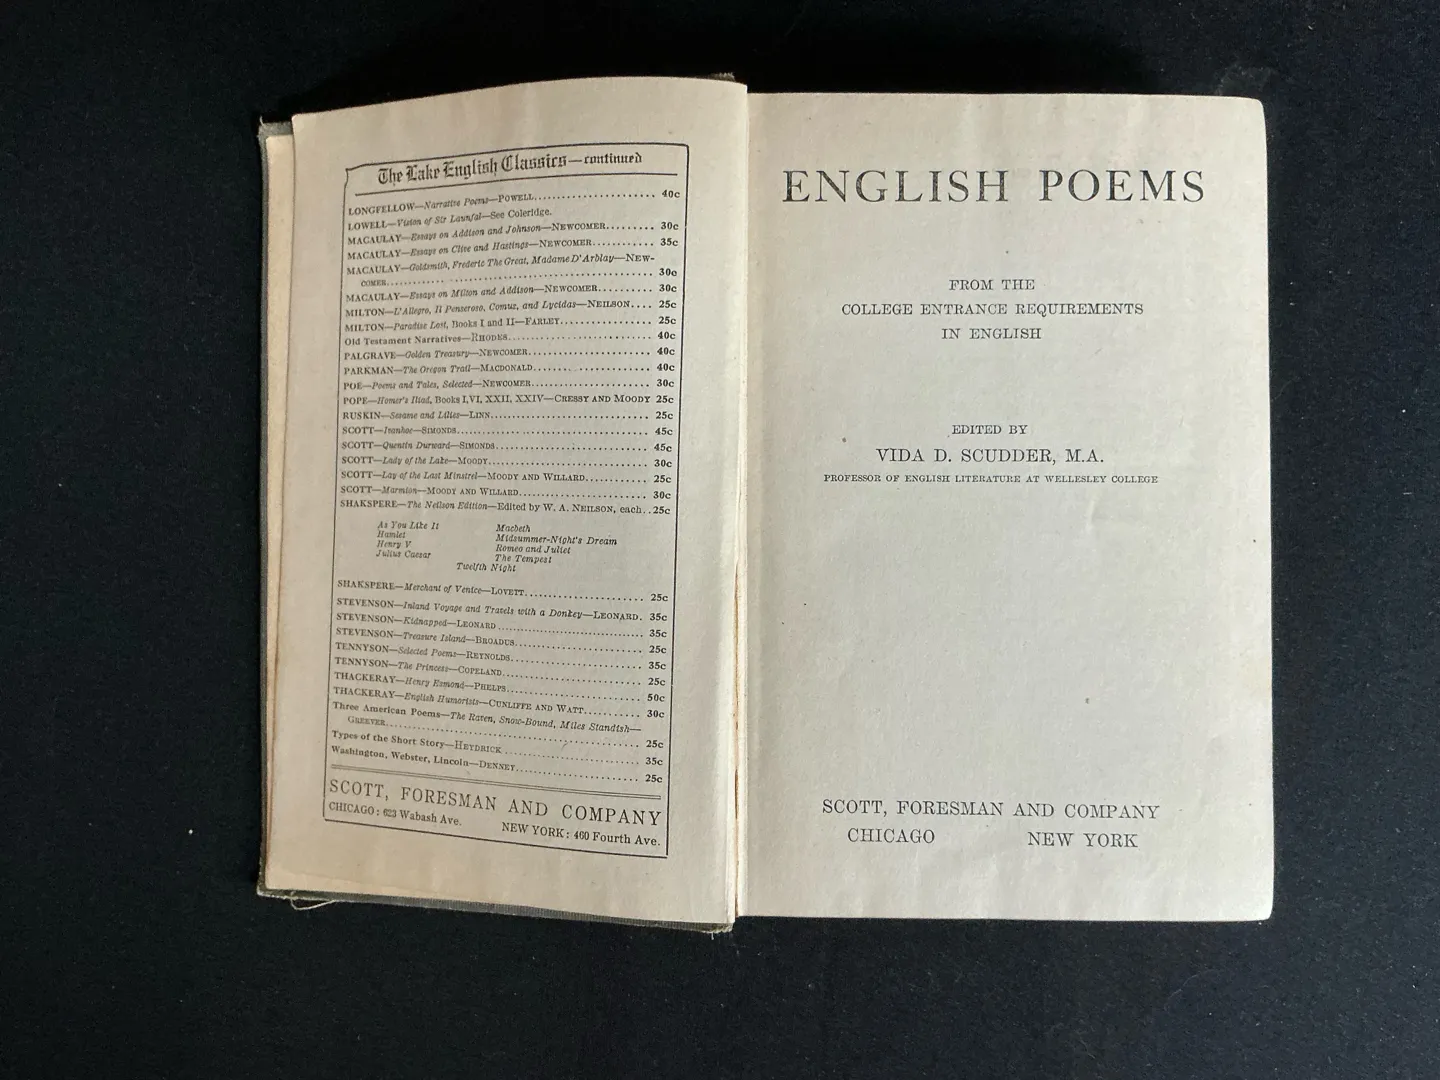 The Lake English Classics—continued
LONGFELLOW—Narrative Poems—POWELL........................ 40c
LOWELL—Vision of Sir Launfal—See Coleridge.
MACAULAY—Essays on Addison and Johnson—NEWCOMER......... 30c
MACAULAY—Essays on Clive and Hastings—NEWCOMER............ 35c
MACAULAY—Goldsmith, Frederic The Great, Madame D'Arblay—NEW-
COMER................................................ 30c
MACAULAY—Essays on Milton and Addison—NEWCOMER........... 30c
MILTON—L'Allegro, Il Penseroso, Comus, and Lycidas—NEILSON.... 25c
MILTON—Paradise Lost, Books I and II—FARLEY.................. 25c
Old Testament Narratives—RHODES............................. 40c
PALGRAVE—Golden Treasury—NEWCOMER........................ 40c
PARKMAN—The Oregon Trail—MACDONALD....................... 40c
POE—Poems and Tales, Selected—NEWCOMER....................... 30c
POPE—Homer's Iliad, Books I, VI, XXII, XXIV—CRESSY AND MOODY 25c
RUSKIN—Sesame and Lilies—LINN................................ 25c
SCOTT—Ivanhoe—SIMONDS....................................... 45c
SCOTT—Quentin Durward—SIMONDS............................... 45c
SCOTT—Lady of the Lake—MOODY................................. 30c
SCOTT—Lay of the Last Minstrel—MOODY AND WILLARD............. 25c
SCOTT—Marmion—MOODY AND WILLARD......................... 30c
SHAKSPERE—The Neilson Edition—Edited by W. A. NEILSON, each..25c
As You Like It
Hamlet
Henry V
Julius Caesar
Macbeth
Midsummer-Night's Dream
Romeo and Juliet
The Tempest
Twelfth Night
SHAKSPERE—Merchant of Venice—LOVETT....................... 25c
STEVENSON—Inland Voyage and Travels with a Donkey—LEONARD. 35c
STEVENSON—Kidnapped—LEONARD............................. 35c
STEVENSON—Treasure Island—BROADUS.......................... 25c
TENNYSON—Selected Poems—REYNOLDS.......................... 35c
TENNYSON—The Princess—COPELAND............................. 25c
THACKERAY—Henry Esmond—PHELPS............................ 50c
THACKERAY—English Humorists—CUNLIFFE AND WATT........... 30c
Three American Poems—The Raven, Snow-Bound, Miles Standish—
GREEVER................................................ 25c
Types of the Short Story—HEYDRICK............................ 35c
Washington, Webster, Lincoln—DENNEY......................... 25c
SCOTT, FORESMAN AND COMPANY
CHICAGO: 623 Wabash Ave. NEW YORK: 460 Fourth Ave.
ENGLISH POEMS
FROM THE
COLLEGE ENTRANCE REQUIREMENTS
IN ENGLISH
EDITED BY
VIDA D. SCUDDER, M.A.
PROFESSOR OF ENGLISH LITERATURE AT WELLESLEY COLLEGE
SCOTT, FORESMAN AND COMPANY
CHICAGO NEW YORK